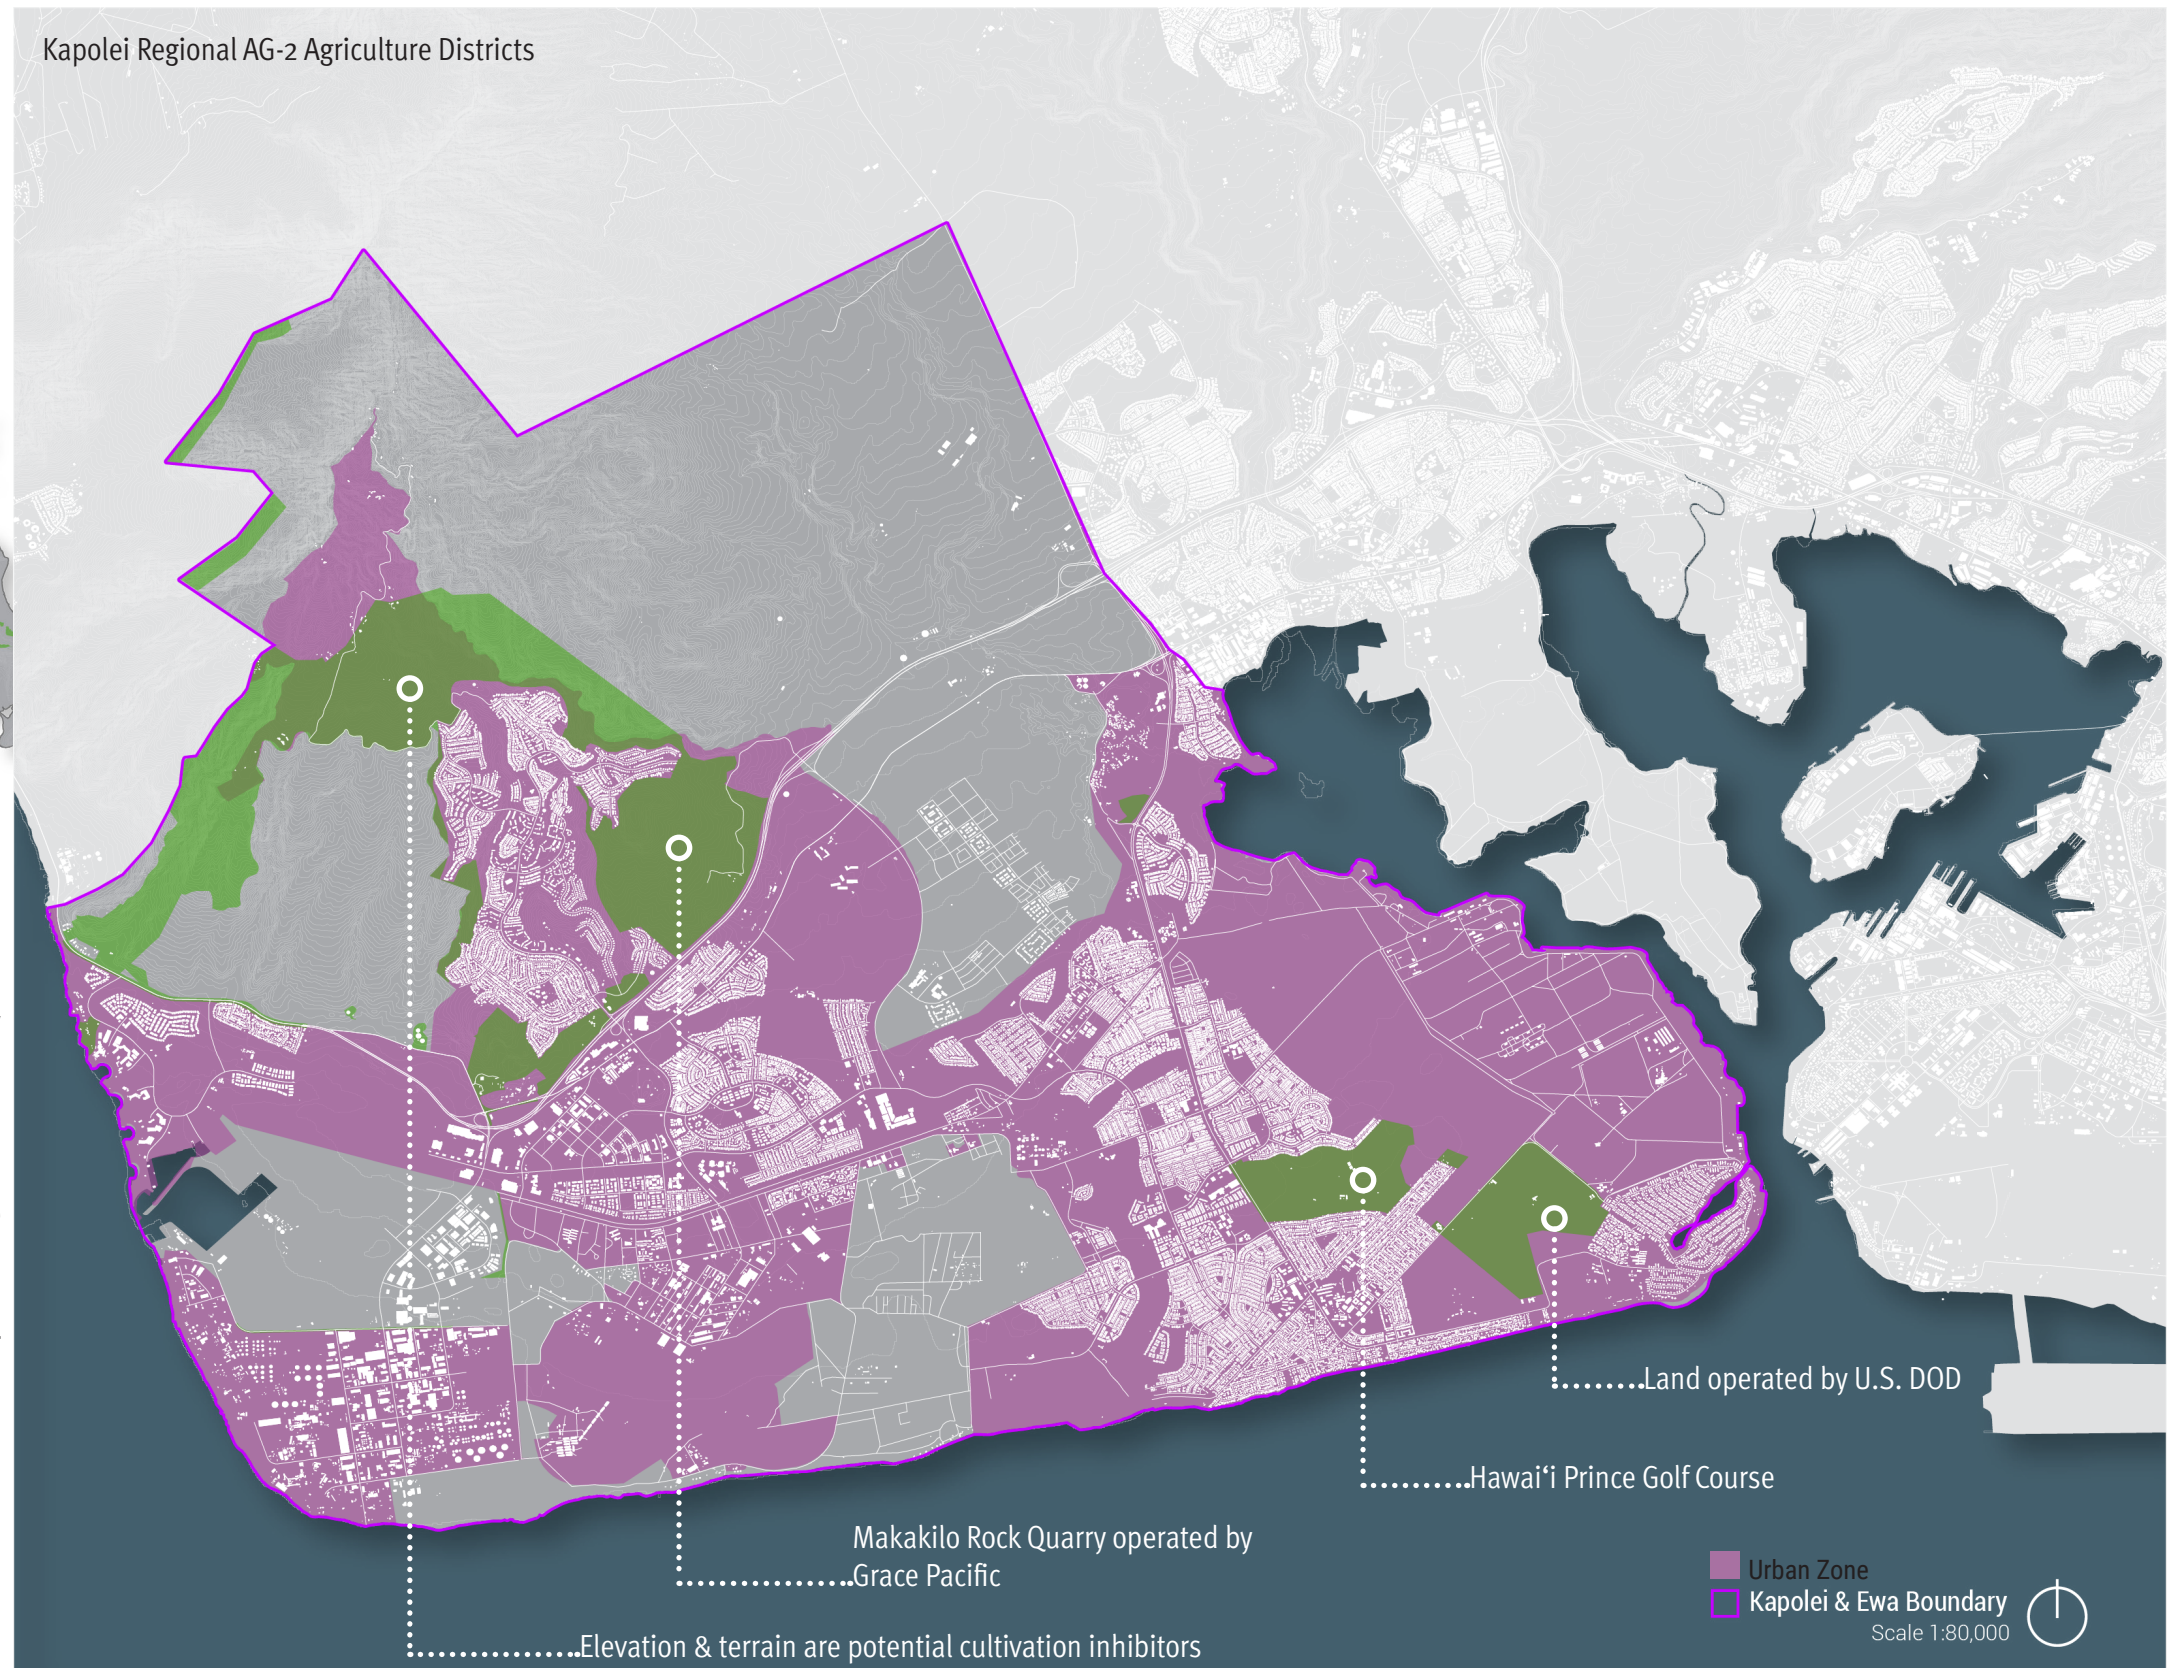 Kapolei Regional AG-2 Agriculture Districts
Land operated by U.S. DOD
Hawai‘i Prince Golf Course
Makakilo Rock Quarry operated by
Grace Pacific
Elevation & terrain are potential cultivation inhibitors
Urban Zone
Kapolei & Ewa Boundary
Scale 1:80,000